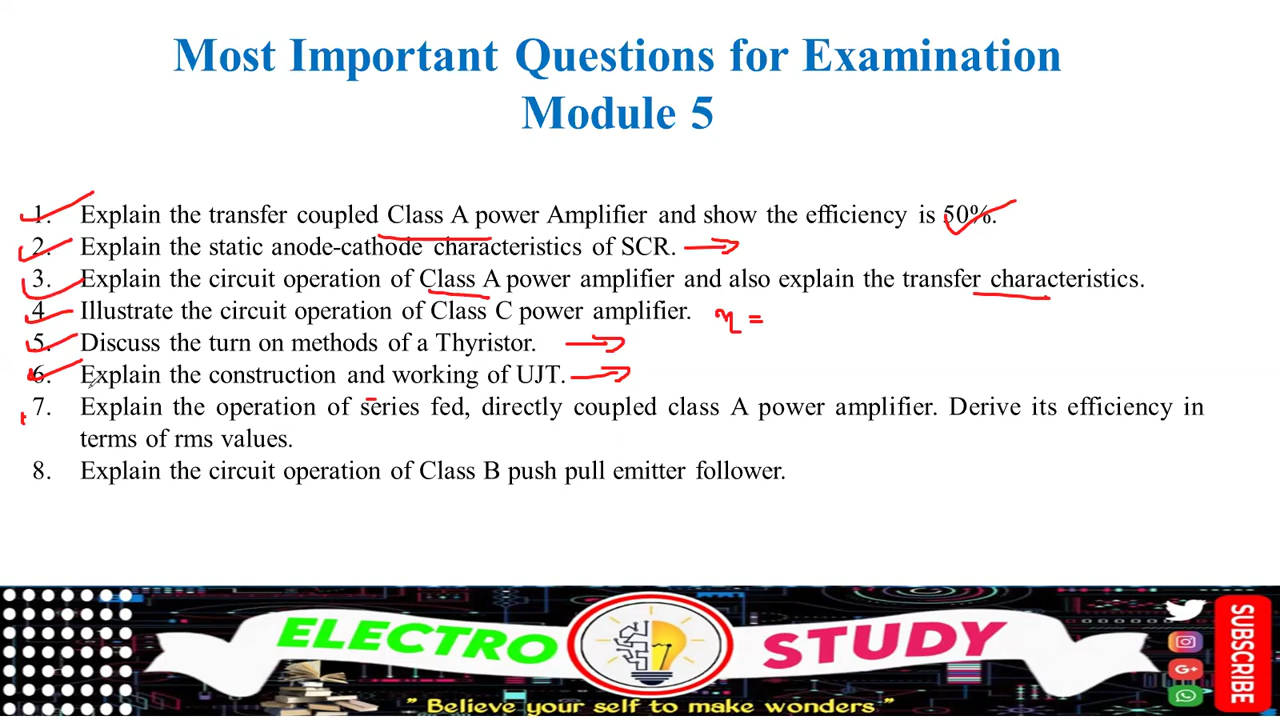 Most Important Questions for Examination
Module 5
1. Explain the transfer coupled Class A power Amplifier and show the efficiency is 50%.
2. Explain the static anode-cathode characteristics of SCR.
3. Explain the circuit operation of Class A power amplifier and also explain the transfer characteristics.
4. Illustrate the circuit operation of Class C power amplifier. η =
5. Discuss the turn on methods of a Thyristor.
6. Explain the construction and working of UJT.
7. Explain the operation of series fed, directly coupled class A power amplifier. Derive its efficiency in
terms of rms values.
8. Explain the circuit operation of Class B push pull emitter follower.
ELECTRO STUDY
" Believe your self to make wonders "
SUBSCRIBE